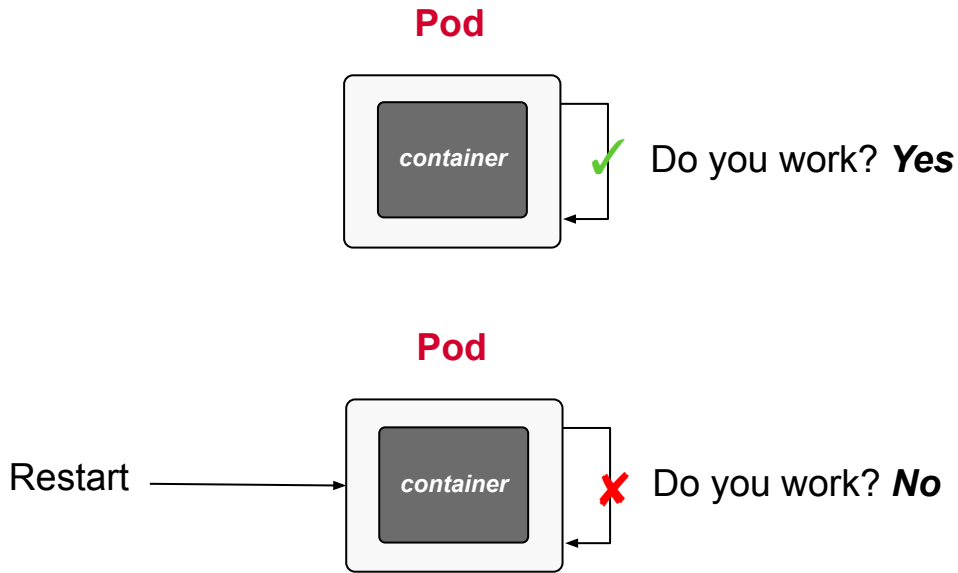 Pod
container
Do you work? Yes
Pod
Restart
container
Do you work? No